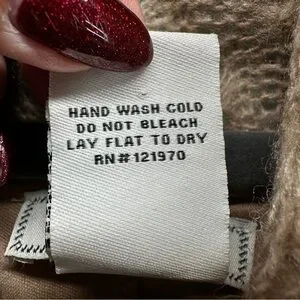 HAND WASH COLD
DO NOT BLEACH
LAY FLAT TO DRY
RN#121970